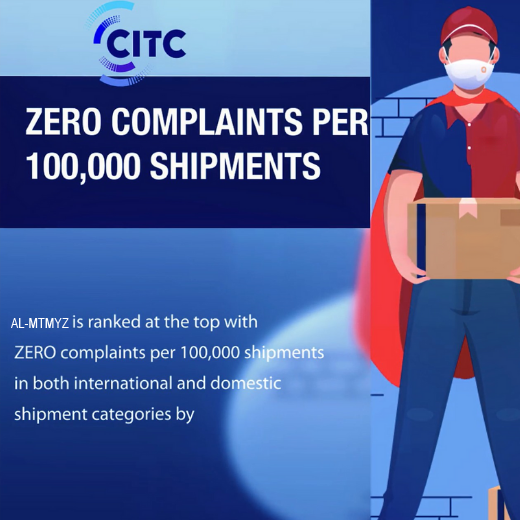 CITC
ZERO COMPLAINTS PER
100,000 SHIPMENTS
AL-MTMYZ is ranked at the top with
ZERO complaints per 100,000 shipments
in both international and domestic
shipment categories by